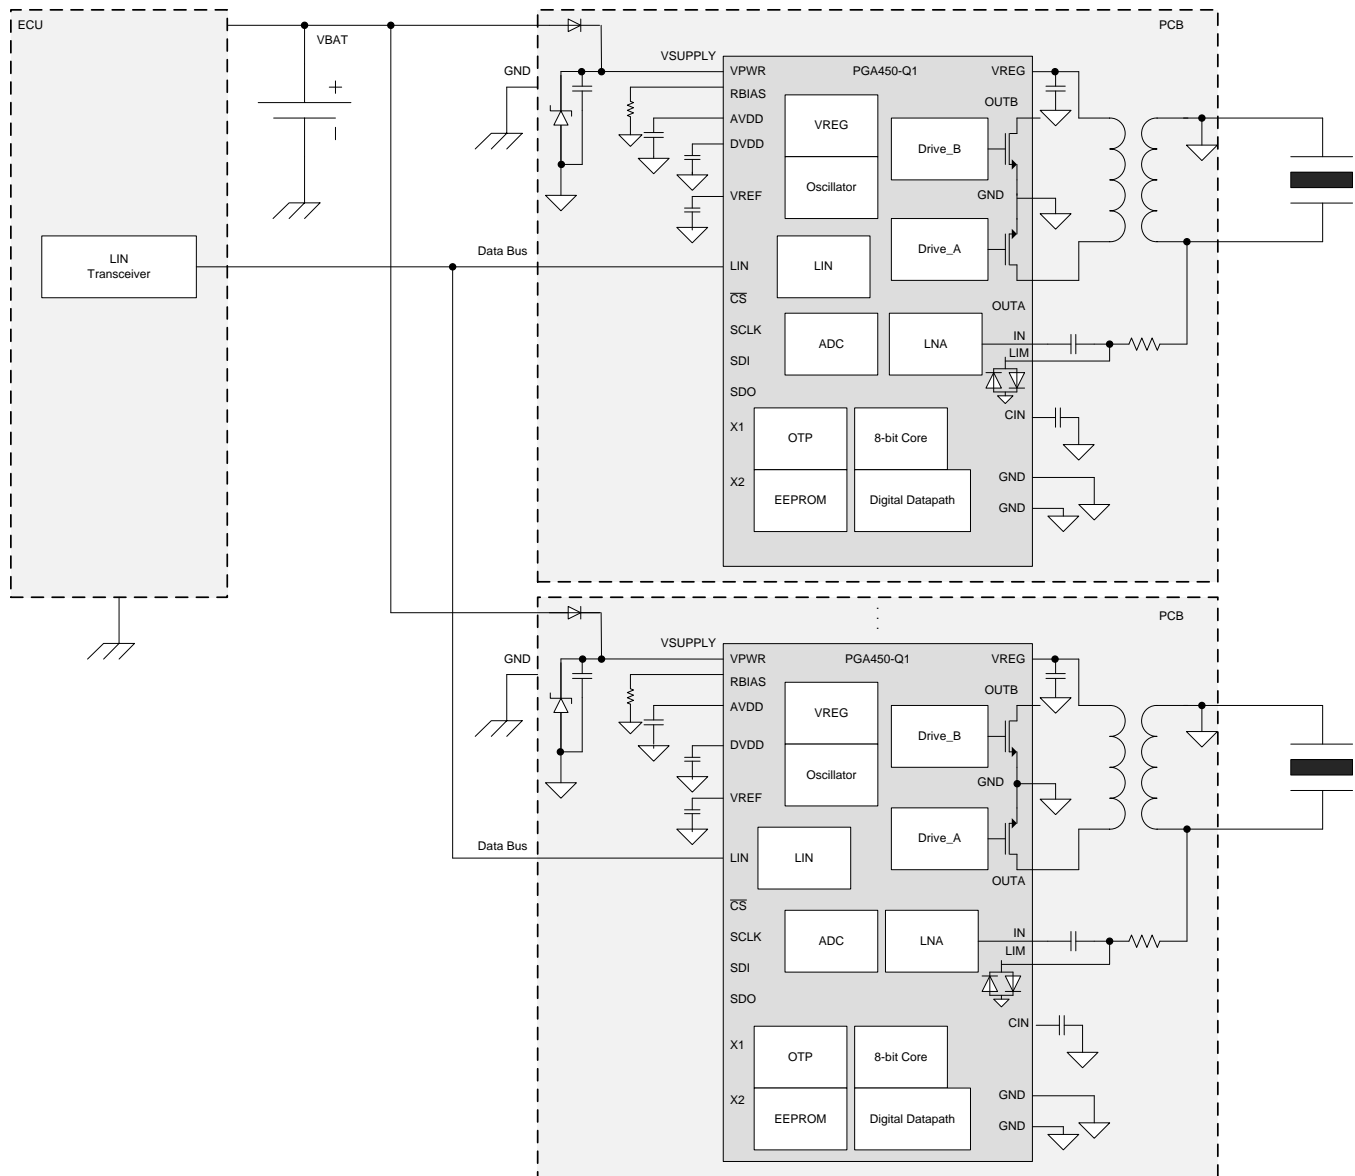 ECU
VBAT
+
–
LIN
Transceiver
Data Bus
GND
PCB
VSUPPLY
PGA450-Q1
VPWR
RBIAS
AVDD
DVDD
VREF
LIN
CS
SCLK
SDI
SDO
X1
X2
VREG
Oscillator
LIN
ADC
LNA
OTP
8-bit Core
EEPROM
Digital Datapath
Drive_B
Drive_A
VREG
OUTB
GND
OUTA
IN
LIM
CIN
GND
GND
PCB
GND
VSUPPLY
PGA450-Q1
VPWR
RBIAS
AVDD
DVDD
VREF
Data Bus
LIN
CS
SCLK
SDI
SDO
X1
X2
VREG
Oscillator
LIN
ADC
LNA
OTP
8-bit Core
EEPROM
Digital Datapath
Drive_B
Drive_A
VREG
OUTB
GND
OUTA
IN
LIM
CIN
GND
GND